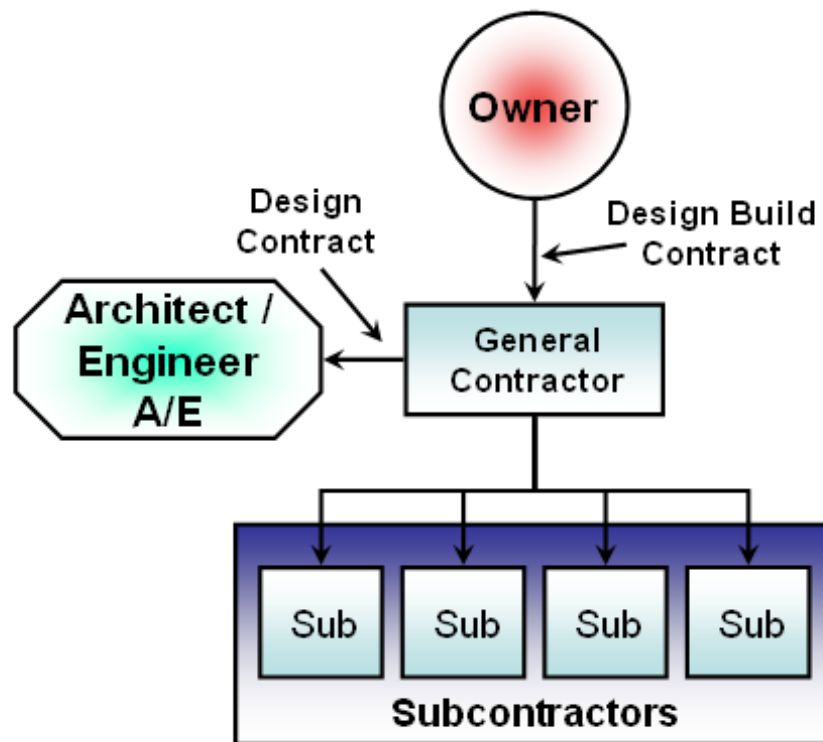 Owner
Design
Contract
Design Build
Contract
Architect /
Engineer
A/E
General
Contractor
Sub
Sub
Sub
Sub
Subcontractors